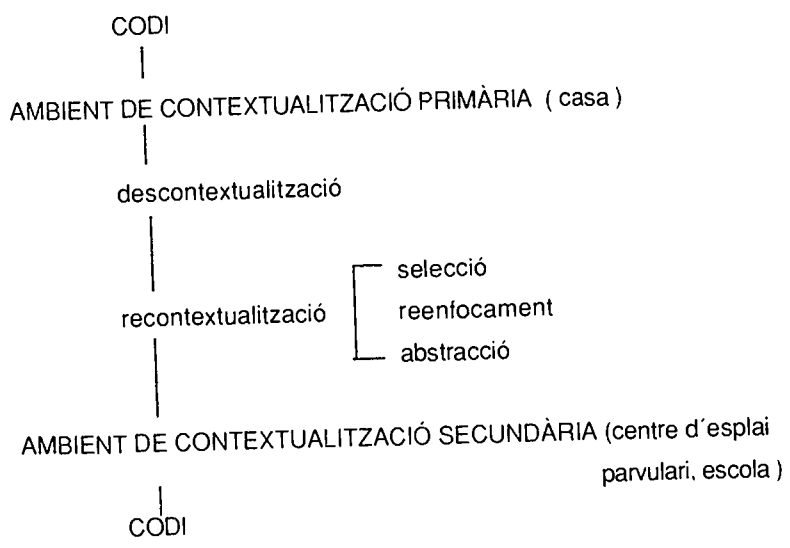 CODI
AMBIENT DE CONTEXTUALITZACIÓ PRIMÀRIA ( casa )
descontextualització
selecció
recontextualització
reenfocament
abstracció
AMBIENT DE CONTEXTUALITZACIÓ SECUNDÀRIA (centre d´esplai
parvulari, escola )
CODI